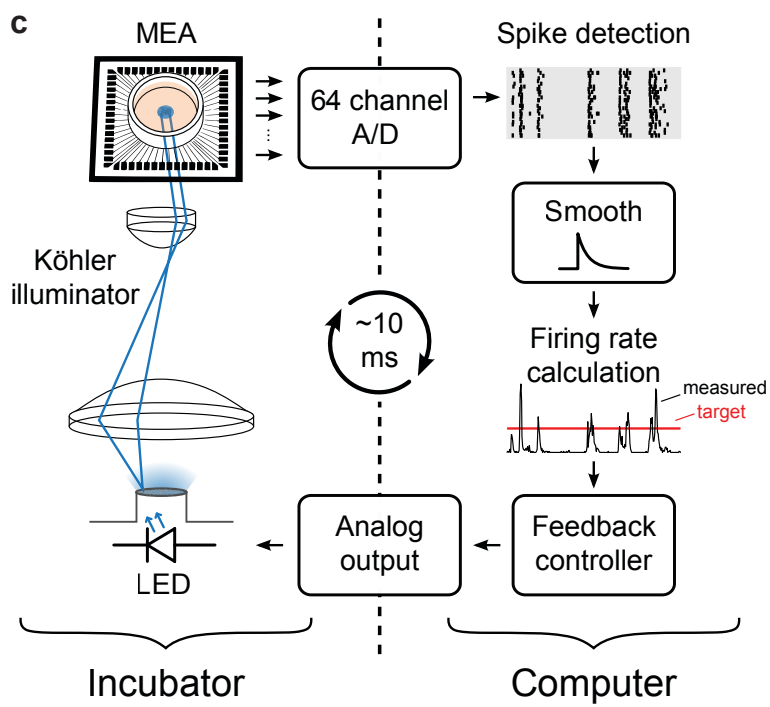 c
MEA
64 channel
A/D
Spike detection
Smooth
Köhler
illuminator
~10
ms
Firing rate
calculation
measured
target
Analog
output
Feedback
controller
LED
Incubator
Computer